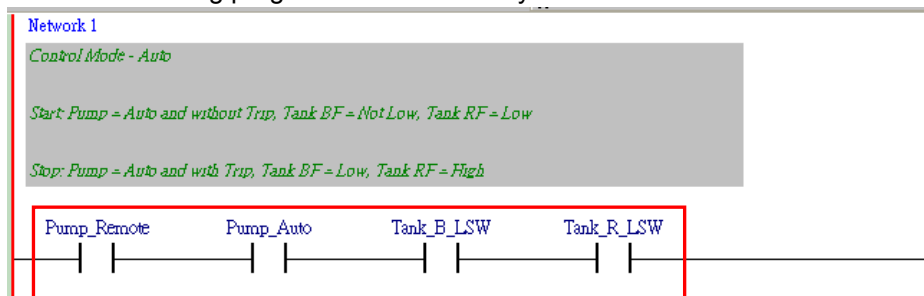 Network 1
Control Mode - Auto
Start: Pump = Auto and without Trip, Tank BF = Not Low, Tank RF = Low
Stop: Pump = Auto and with Trip, Tank BF = Low, Tank RF = High
Pump_Remote Pump_Auto Tank_B_LSW Tank_R_LSW